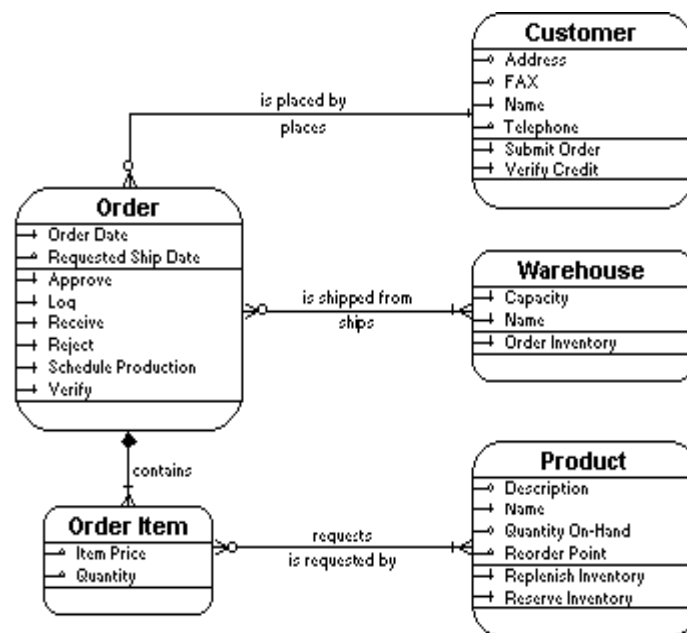 Customer
Address
FAX
Name
Telephone
Submit Order
Verify Credit
is placed by
places
Order
Order Date
Requested Ship Date
Approve
Log
Receive
Reject
Schedule Production
Verify
is shipped from
ships
Warehouse
Capacity
Name
Order Inventory
contains
Order Item
Item Price
Quantity
requests
is requested by
Product
Description
Name
Quantity On-Hand
Reorder Point
Replenish Inventory
Reserve Inventory